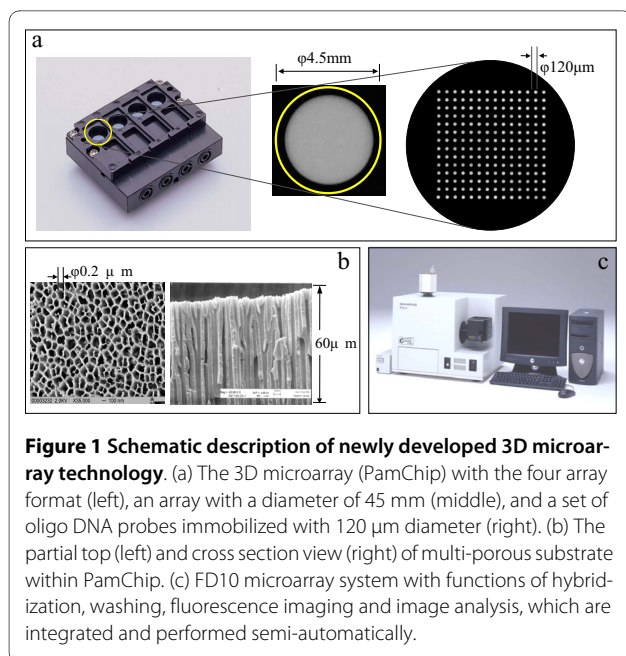 a
φ4.5mm
φ120μm
b
φ0.2 μ m
60μ m
c
Figure 1 Schematic description of newly developed 3D microar-
ray technology. (a) The 3D microarray (PamChip) with the four array
format (left), an array with a diameter of 45 mm (middle), and a set of
oligo DNA probes immobilized with 120 μm diameter (right). (b) The
partial top (left) and cross section view (right) of multi-porous substrate
within PamChip. (c) FD10 microarray system with functions of hybrid-
ization, washing, fluorescence imaging and image analysis, which are
integrated and performed semi-automatically.